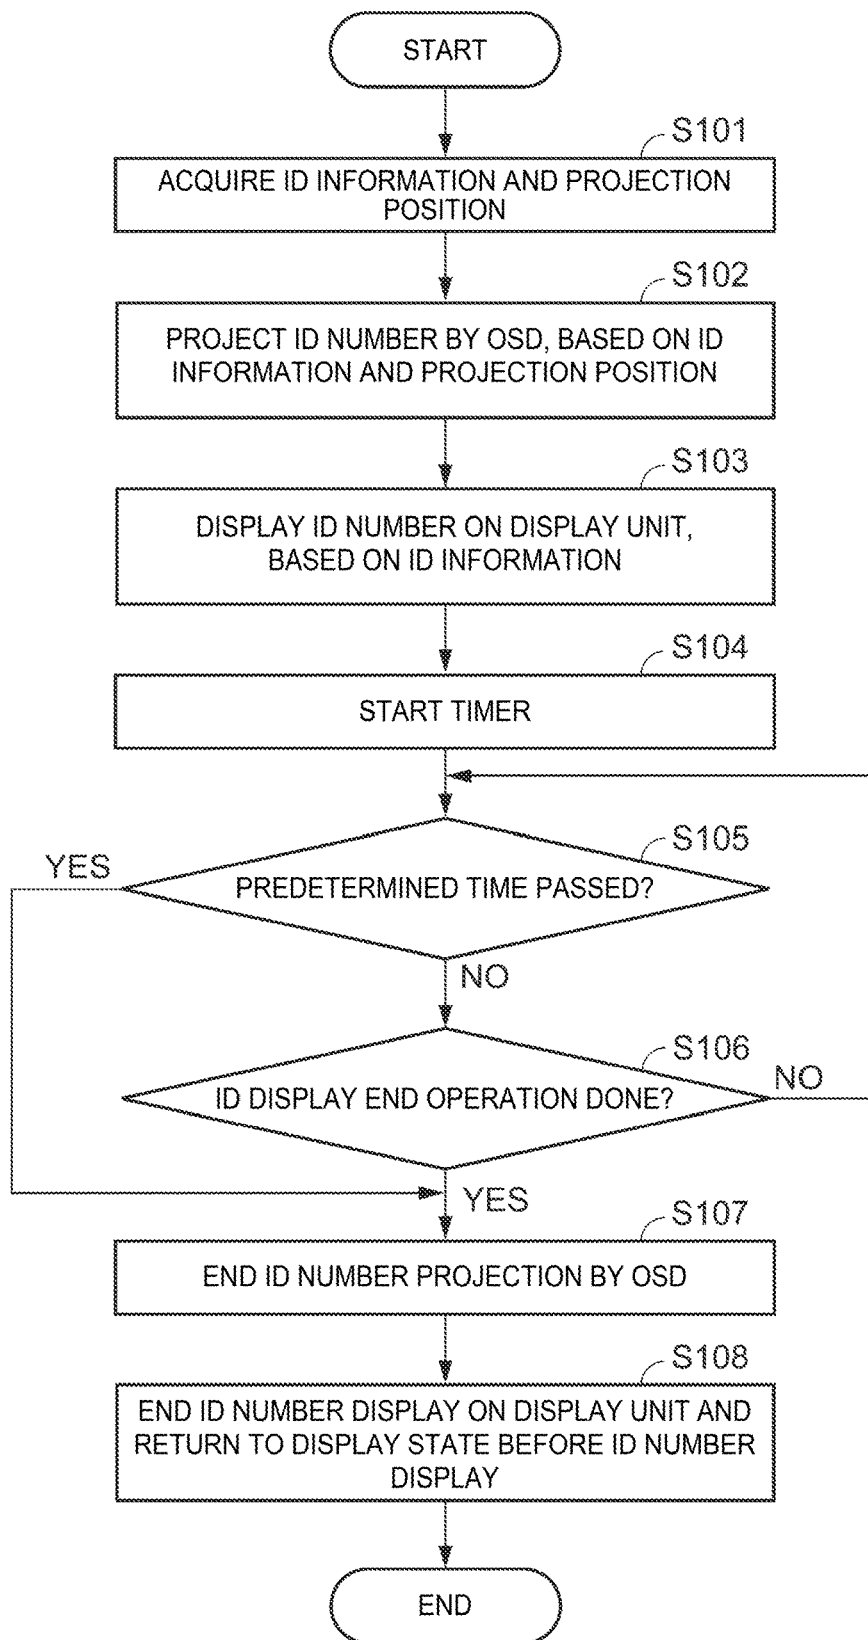 START
S101
ACQUIRE ID INFORMATION AND PROJECTION
POSITION
S102
PROJECT ID NUMBER BY OSD, BASED ON ID
INFORMATION AND PROJECTION POSITION
S103
DISPLAY ID NUMBER ON DISPLAY UNIT,
BASED ON ID INFORMATION
S104
START TIMER
S105
YES
PREDETERMINED TIME PASSED?
NO
S106
NO
ID DISPLAY END OPERATION DONE?
YES
S107
END ID NUMBER PROJECTION BY OSD
S108
END ID NUMBER DISPLAY ON DISPLAY UNIT AND
RETURN TO DISPLAY STATE BEFORE ID NUMBER
DISPLAY
END